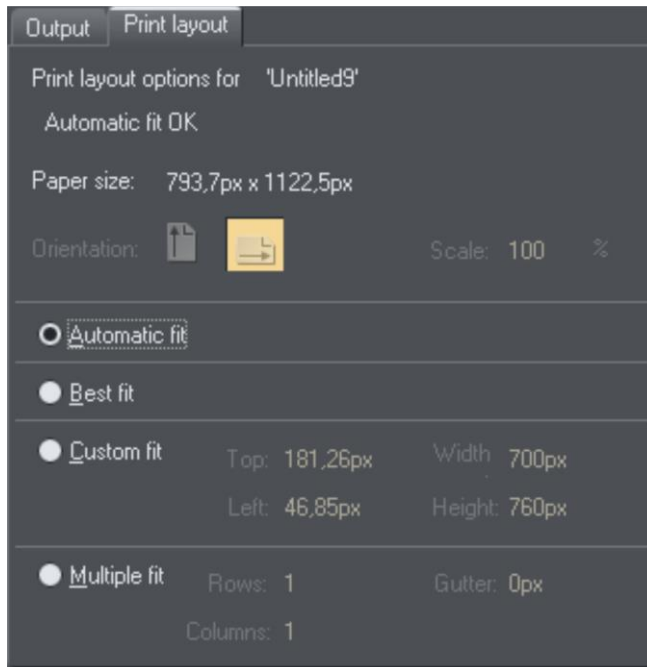 Output Print layout
Print layout options for 'Untitled9'
Automatic fit OK
Paper size: 793,7px x 1122,5px
Orientation: Scale: 100 %
Automatic fit
Best fit
Custom fit Top: 181,26px Width 700px
Left: 46,85px Height: 760px
Multiple fit Rows: 1 Gutter: 0px
Columns: 1